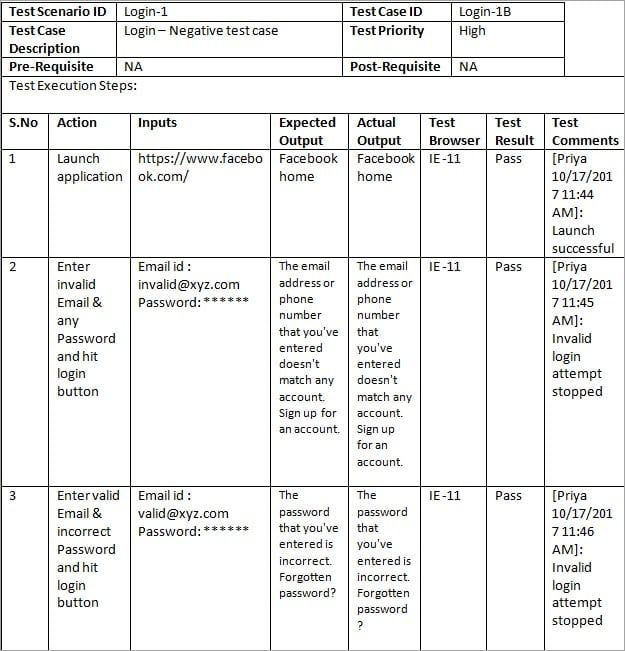 Test Scenario ID Login-1 Test Case ID Login-1B
Test Case Description Login – Negative test case Test Priority High
Pre-Requisite NA Post-Requisite NA
Test Execution Steps:
S.No Action Inputs Expected Output Actual Output Test Browser Test Result Test Comments
1
Launch
application
https://www.facebo
ok.com/
Facebook
home
Facebook
home
IE-11
Pass
[Priya
10/17/201
7 11:44
AM]:
Launch
successful
2
Enter
invalid
Email &
any
Password
and hit
login
button
Email id :
invalid@xyz.com
Password: ******
The email
address or
phone
number
that you've
entered
doesn't
match any
account.
Sign up for
an account.
The email
address or
phone
number
that
you've
entered
doesn't
match any
account.
Sign up
for an
account.
IE-11
Pass
[Priya
10/17/201
7 11:45
AM]:
Invalid
login
attempt
stopped
3
Enter valid
Email &
incorrect
Password
and hit
login
button
Email id :
valid@xyz.com
Password: ******
The
password
that you've
entered is
incorrect.
Forgotten
password?
The
password
that
you've
entered is
incorrect.
Forgotten
password
?
IE-11
Pass
[Priya
10/17/201
7 11:46
AM]:
Invalid
login
attempt
stopped